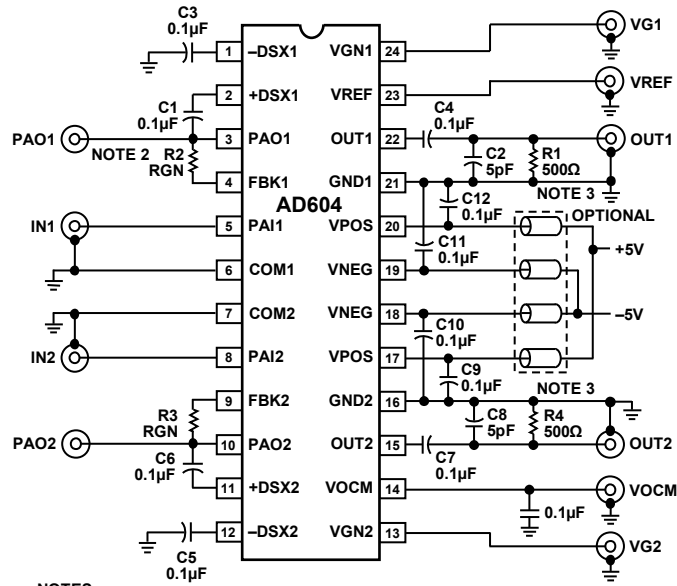 C3
0.1µF
VG1
1
–DSX1
VGN1
24
VREF
2
+DSX1
VREF
23
C1
0.1µF
C4
0.1µF
PAO1
NOTE 2
R2
RGN
3
PAO1
OUT1
22
C2
5pF
R1
500Ω
OUT1
4
FBK1
GND1
21
NOTE 3
AD604
C12
0.1µF
OPTIONAL
IN1
5
PAI1
VPOS
20
+5V
C11
0.1µF
6
COM1
VNEG
19
7
COM2
VNEG
18
–5V
C10
0.1µF
IN2
8
PAI2
VPOS
17
C9
0.1µF
9
FBK2
GND2
16
NOTE 3
R3
RGN
C8
5pF
R4
500Ω
PAO2
10
PAO2
OUT2
15
OUT2
C6
0.1µF
C7
0.1µF
11
+DSX2
VOCM
14
VOCM
0.1µF
12
–DSX2
VGN2
13
C5
0.1µF
VG2